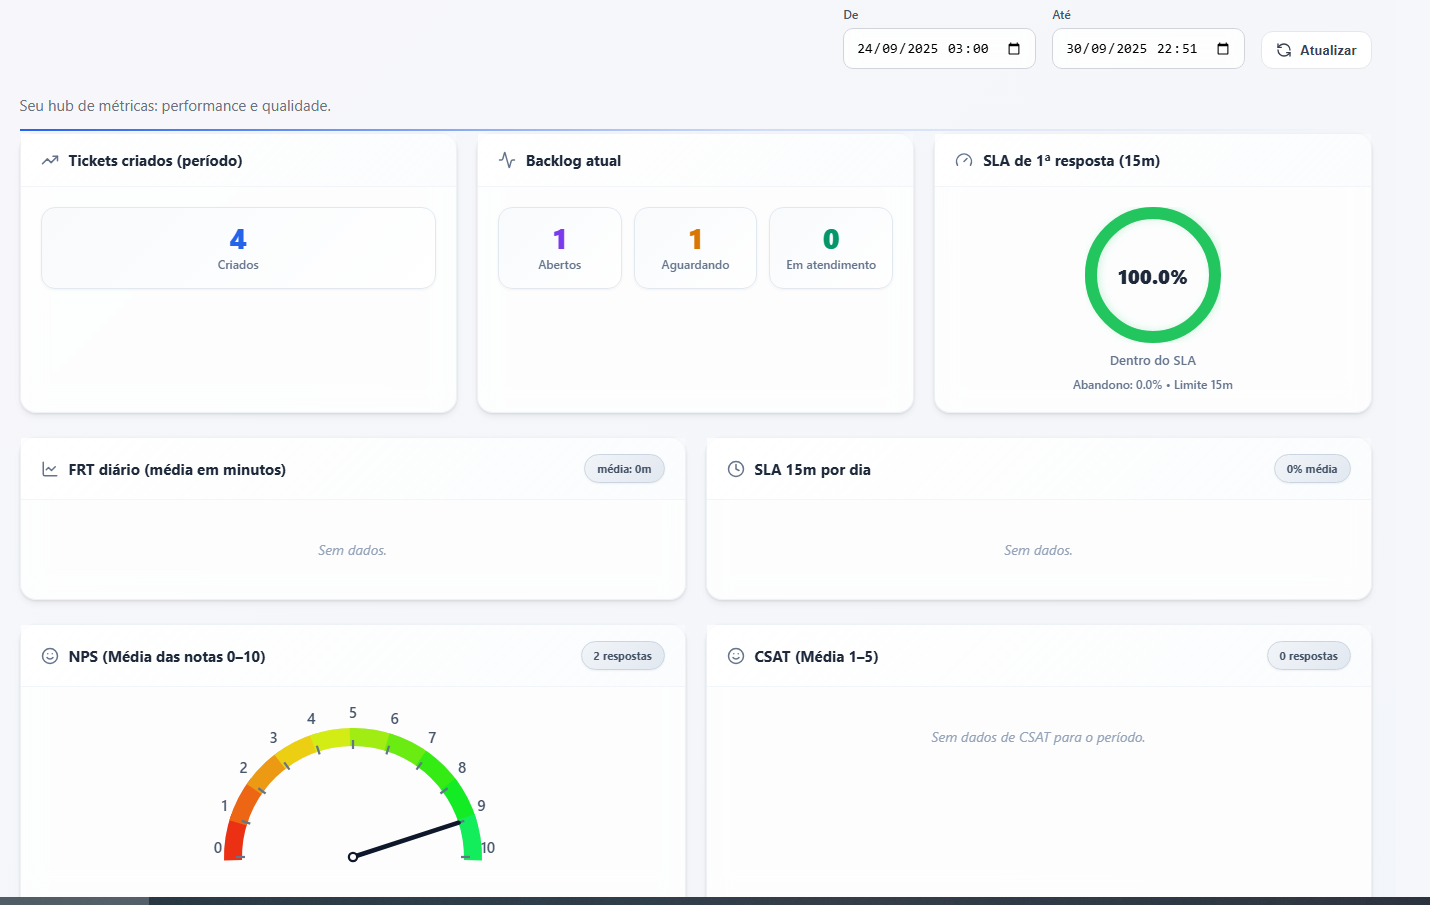 De
Até
24/09/2025 03:00
30/09/2025 22:51
Atualizar
Seu hub de métricas: performance e qualidade.
Tickets criados (período)
4
Criados
Backlog atual
1
Abertos
1
Aguardando
0
Em atendimento
SLA de 1ª resposta (15m)
100.0%
Dentro do SLA
Abandono: 0.0% • Limite 15m
FRT diário (média em minutos)
média: 0m
Sem dados.
SLA 15m por dia
0% média
Sem dados.
NPS (Média das notas 0–10)
2 respostas
0
1
2
3
4
5
6
7
8
9
10
CSAT (Média 1–5)
0 respostas
Sem dados de CSAT para o período.